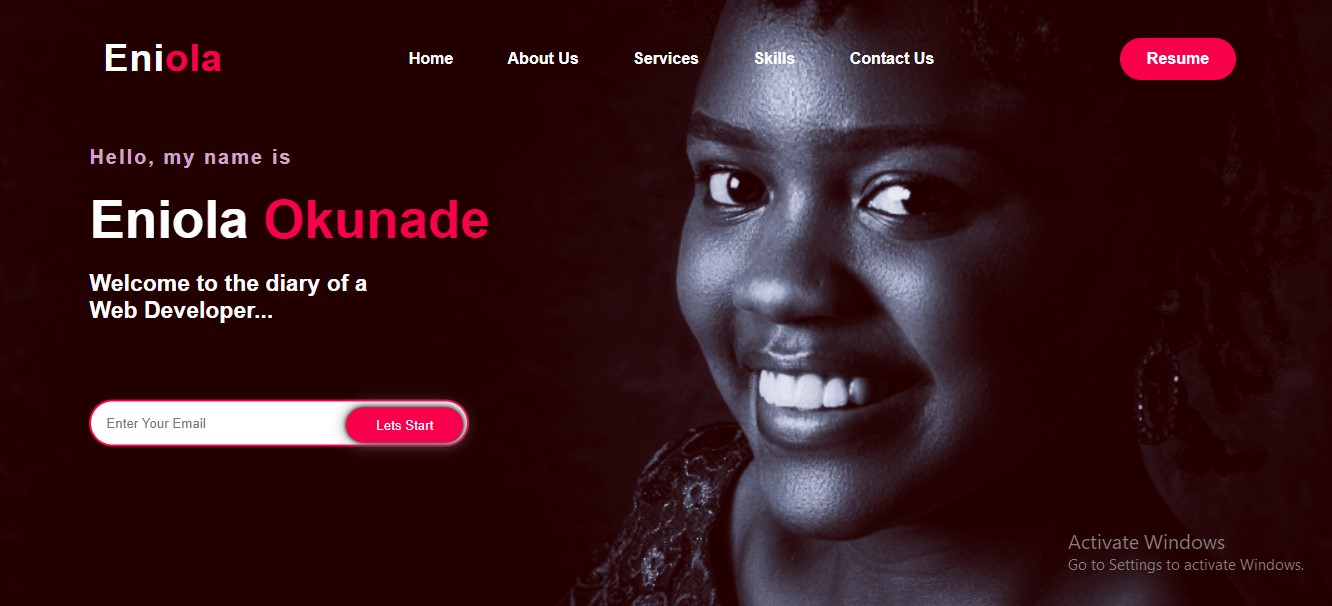 Eniola
Home About Us Services Skills Contact Us
Resume
Hello, my name is
Eniola Okunade
Welcome to the diary of a
Web Developer...
Enter Your Email
Lets Start
Activate Windows
Go to Settings to activate Windows.